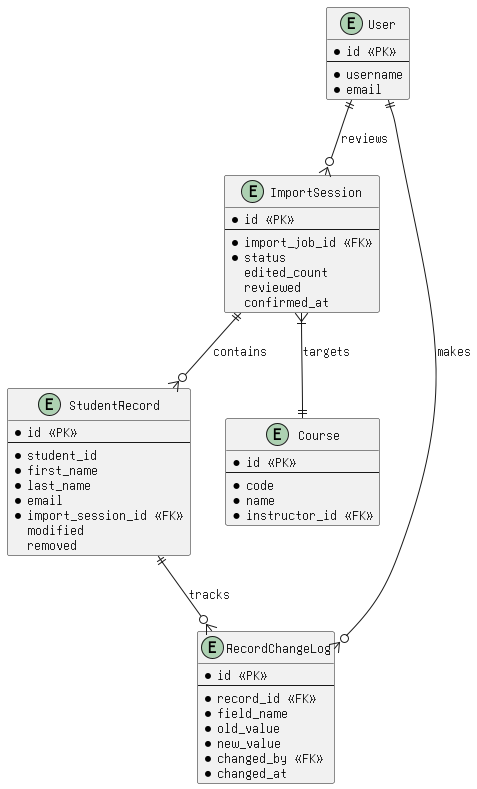 E User
id «PK»
username
email
reviews
E ImportSession
id «PK»
import_job_id «FK»
status
edited_count
reviewed
confirmed_at
contains
targets
makes
E StudentRecord
id «PK»
student_id
first_name
last_name
email
import_session_id «FK»
modified
removed
E Course
id «PK»
code
name
instructor_id «FK»
tracks
E RecordChangeLog
id «PK»
record_id «FK»
field_name
old_value
new_value
changed_by «FK»
changed_at